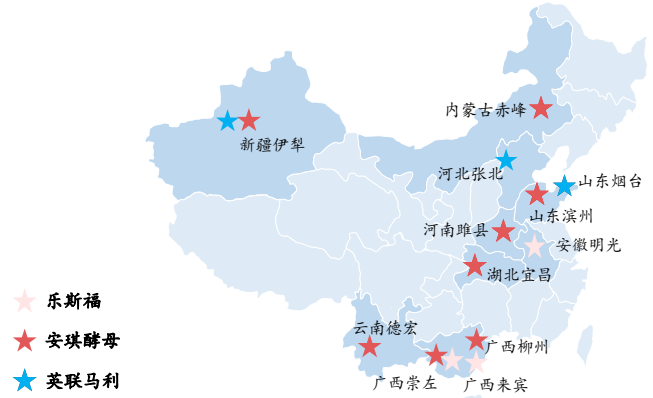 内蒙古赤峰
新疆伊犁
河北张北
山东烟台
山东滨州
河南睢县
安徽明光
湖北宜昌
乐斯福
云南德宏
安琪酵母
广西柳州
英联马利
广西崇左
广西来宾